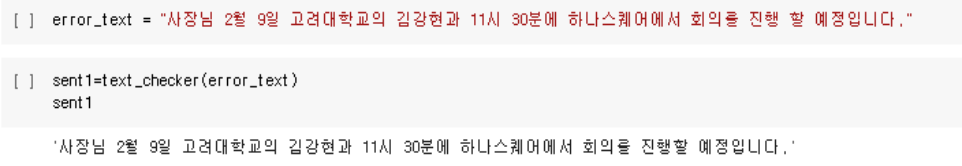 [ ] error_text = "사장님 2월 9일 고려대학교의 김강현과 11시 30분에 하나스퀘어에서 회의를 진행 할 예정입니다."
[ ] sent1=text_checker(error_text)
sent1
'사장님 2월 9일 고려대학교의 김강현과 11시 30분에 하나스퀘어에서 회의를 진행할 예정입니다.'